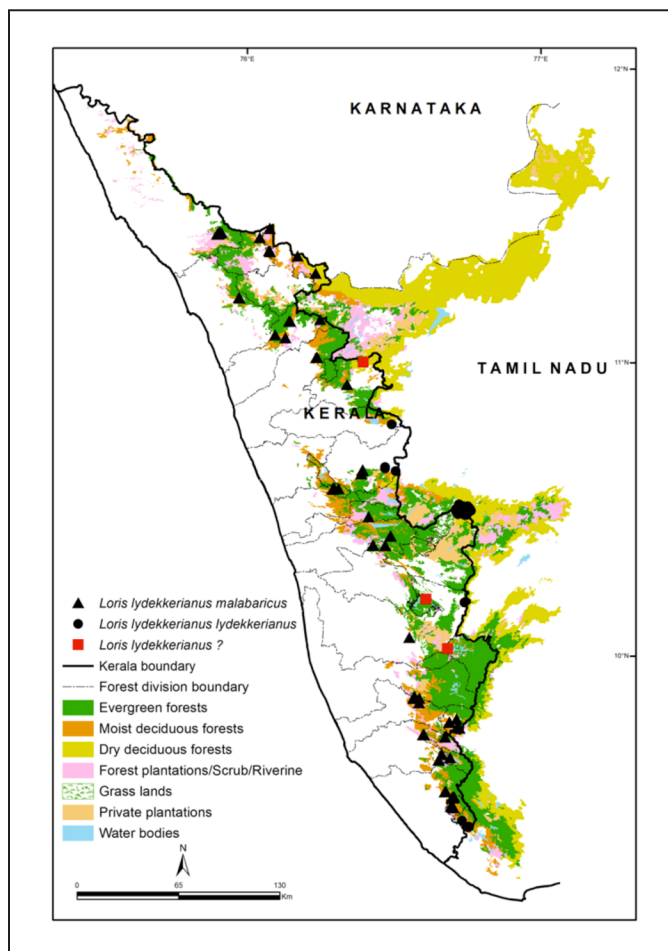 76°E
77°E
12°N
KARNATAKA
11°N
TAMIL NADU
KERALA
10°N
Loris lydekkerianus malabaricus
Loris lydekkerianus lydekkerianus
Loris lydekkerianus ?
Kerala boundary
Forest division boundary
Evergreen forests
Moist deciduous forests
Dry deciduous forests
Forest plantations/Scrub/Riverine
Grass lands
Private plantations
Water bodies
N
0 65 130
Km